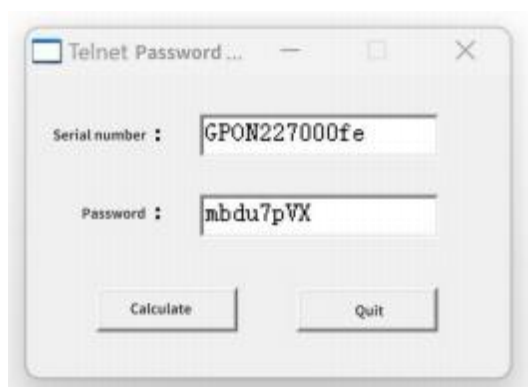 Telnet Password ...
Serial number : GPON227000fe
Password : mbdu7pVX
Calculate Quit